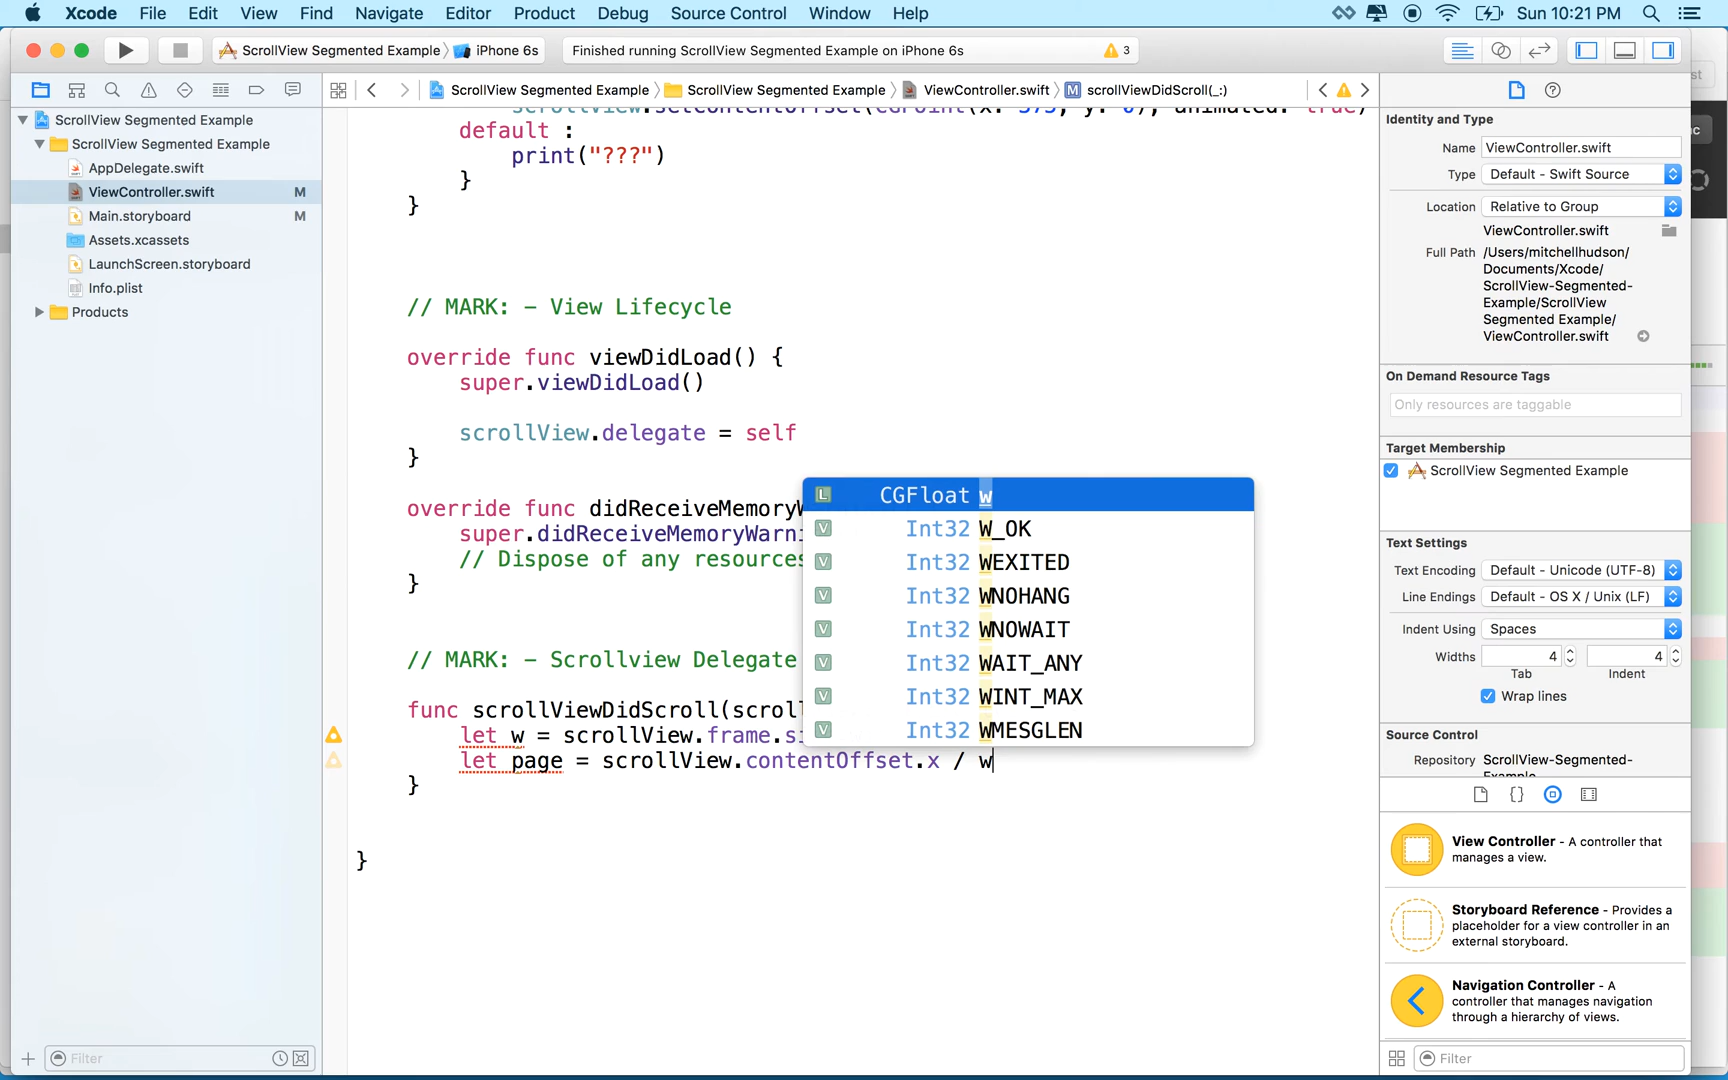 Xcode File Edit View Find Navigate Editor Product Debug Source Control Window Help Sun 10:21 PM
ScrollView Segmented Example iPhone 6s Finished running ScrollView Segmented Example on iPhone 6s 3
ScrollView Segmented Example ScrollView Segmented Example ViewController.swift M scrollViewDidScroll(_:)
ScrollView Segmented Example
ScrollView Segmented Example
AppDelegate.swift
ViewController.swift M
Main.storyboard M
Assets.xcassets
LaunchScreen.storyboard
Info.plist
Products
Filter
scrollView.setContentOffset(CGPoint(x: 375, y: 0), animated: true)
default :
print("???")
}
}
// MARK: - View Lifecycle
override func viewDidLoad() {
super.viewDidLoad()
scrollView.delegate = self
}
override func didReceiveMemoryW
super.didReceiveMemoryWarni
// Dispose of any resources
}
// MARK: - Scrollview Delegate
func scrollViewDidScroll(scroll
let w = scrollView.frame.si
let page = scrollView.contentOffset.x / w
}
}
L CGFloat w
V Int32 W_OK
V Int32 WEXITED
V Int32 WNOHANG
V Int32 WNOWAIT
V Int32 WAIT_ANY
V Int32 WINT_MAX
V Int32 WMESGLEN
Identity and Type
Name ViewController.swift
Type Default - Swift Source
Location Relative to Group
ViewController.swift
Full Path /Users/mitchellhudson/
Documents/Xcode/
ScrollView-Segmented-
Example/ScrollView
Segmented Example/
ViewController.swift
On Demand Resource Tags
Only resources are taggable
Target Membership
ScrollView Segmented Example
Text Settings
Text Encoding Default - Unicode (UTF-8)
Line Endings Default - OS X / Unix (LF)
Indent Using Spaces
Widths 4 4
Tab Indent
Wrap lines
Source Control
Repository ScrollView-Segmented-
Example
{}
View Controller - A controller that
manages a view.
Storyboard Reference - Provides a
placeholder for a view controller in an
external storyboard.
Navigation Controller - A
controller that manages navigation
through a hierarchy of views.
Filter